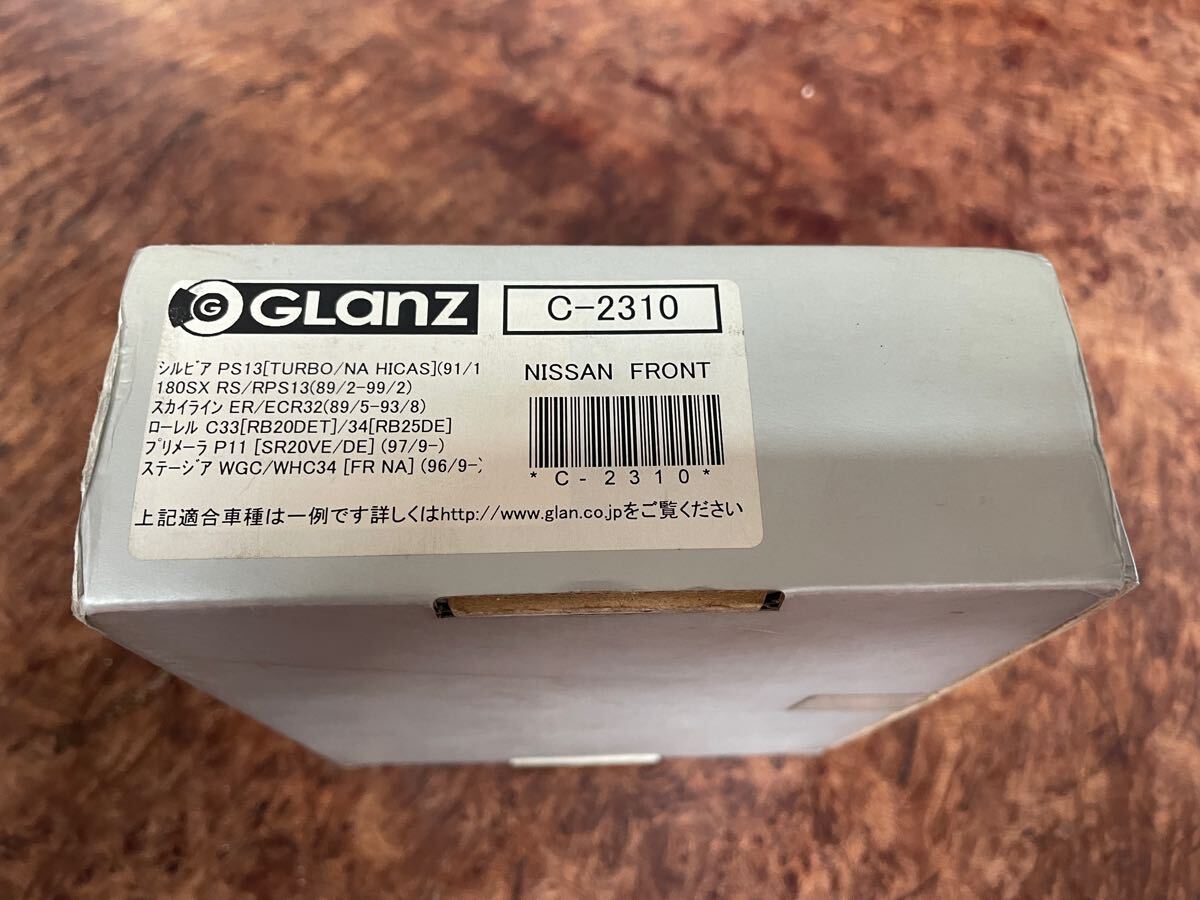 G GLanz
C-2310
シルビア PS13[TURBO/NA HICAS](91/1
180SX RS/RPS13(89/2-99/2)
スカイライン ER/ECR32(89/5-93/8)
ローレル C33[RB20DET]/34[RB25DE]
プリメーラ P11 [SR20VE/DE] (97/9-)
ステージア WGC/WHC34 [FR NA] (96/9-)
NISSAN FRONT
*C-2310*
上記適合車種は一例です詳しくはhttp://www.glan.co.jpをご覧ください